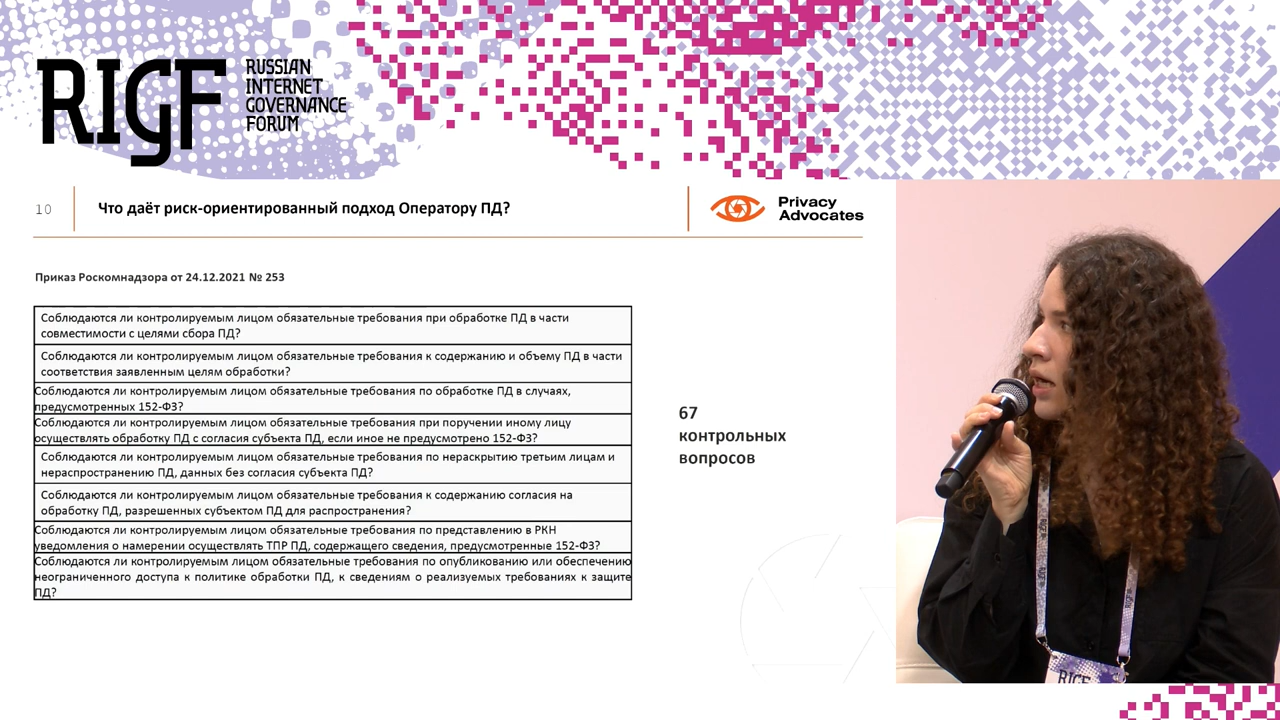 RIGF
RUSSIAN
INTERNET
GOVERNANCE
FORUM
10
Что даёт риск-ориентированный подход Оператору ПД?
Privacy
Advocates
Приказ Роскомнадзора от 24.12.2021 № 253
Соблюдаются ли контролируемым лицом обязательные требования при обработке ПД в части
совместимости с целями сбора ПД?
Соблюдаются ли контролируемым лицом обязательные требования к содержанию и объему ПД в части
соответствия заявленным целям обработки?
Соблюдаются ли контролируемым лицом обязательные требования по обработке ПД в случаях,
предусмотренных 152-ФЗ?
Соблюдаются ли контролируемым лицом обязательные требования при поручении иному лицу
осуществлять обработку ПД с согласия субъекта ПД, если иное не предусмотрено 152-ФЗ?
Соблюдаются ли контролируемым лицом обязательные требования по нераскрытию третьим лицам и
нераспространению ПД, данных без согласия субъекта ПД?
Соблюдаются ли контролируемым лицом обязательные требования к содержанию согласия на
обработку ПД, разрешенных субъектом ПД для распространения?
Соблюдаются ли контролируемым лицом обязательные требования по представлению в РКН
уведомления о намерении осуществлять ТПР ПД, содержащего сведения, предусмотренные 152-ФЗ?
Соблюдаются ли контролируемым лицом обязательные требования по опубликованию или обеспечению
неограниченного доступа к политике обработки ПД, к сведениям о реализуемых требованиях к защите
ПД?
67
контрольных
вопросов
RIGF